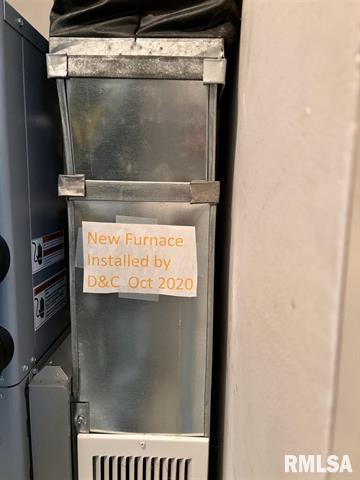 New Furnace
Installed by
D&C Oct 2020
RMLSA